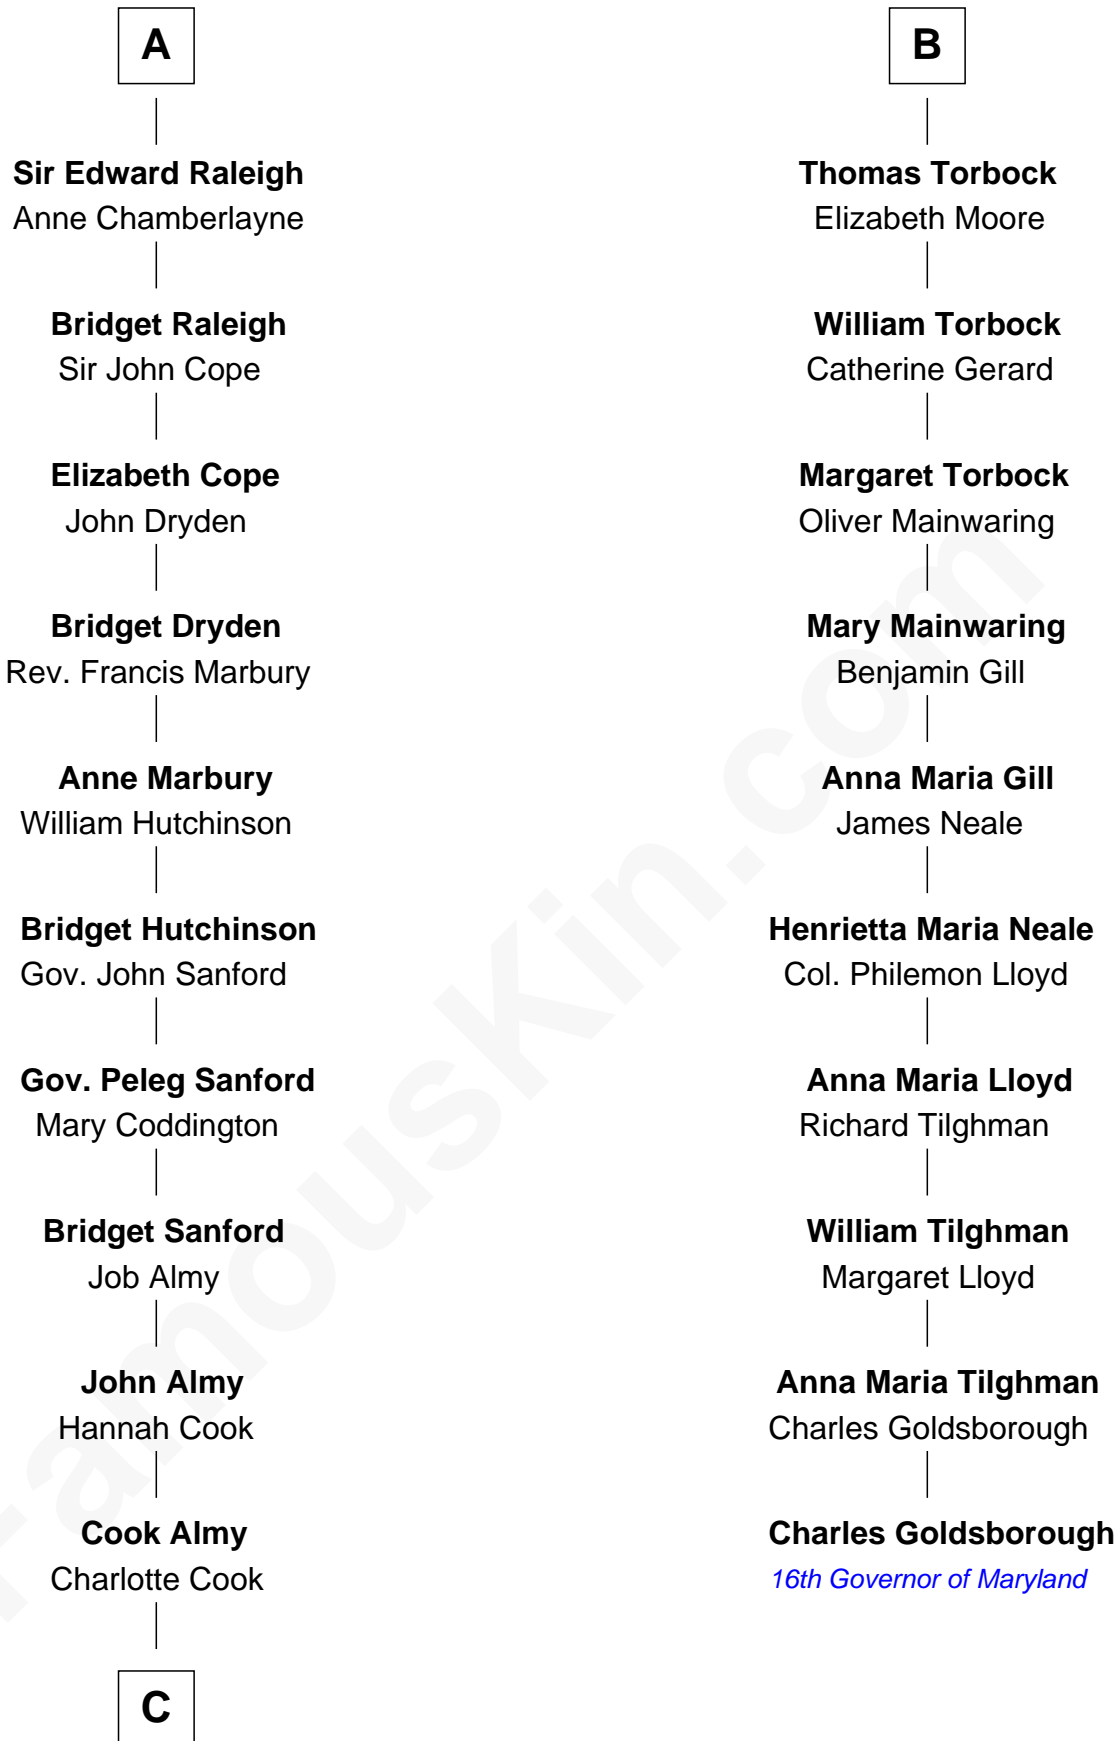 A
Sir Edward Raleigh
Anne Chamberlayne
Bridget Raleigh
Sir John Cope
Elizabeth Cope
John Dryden
Bridget Dryden
Rev. Francis Marbury
Anne Marbury
William Hutchinson
Bridget Hutchinson
Gov. John Sanford
Gov. Peleg Sanford
Mary Coddington
Bridget Sanford
Job Almy
John Almy
Hannah Cook
Cook Almy
Charlotte Cook
C
B
Thomas Torbock
Elizabeth Moore
William Torbock
Catherine Gerard
Margaret Torbock
Oliver Mainwaring
Mary Mainwaring
Benjamin Gill
Anna Maria Gill
James Neale
Henrietta Maria Neale
Col. Philemon Lloyd
Anna Maria Lloyd
Richard Tilghman
William Tilghman
Margaret Lloyd
Anna Maria Tilghman
Charles Goldsborough
Charles Goldsborough
16th Governor of Maryland
FamousKin.com